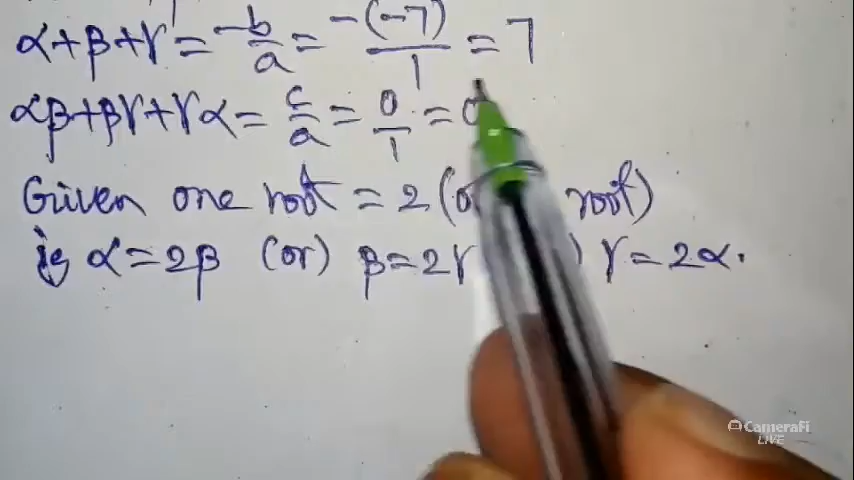 α+β+γ = -b/a = -(-7)/1 = 7
αβ+βγ+γα = c/a = 0/1 = 0
Given one root = 2 ( root)
is α = 2β (or) β = 2γ ) γ = 2α.
CameraFi
LIVE